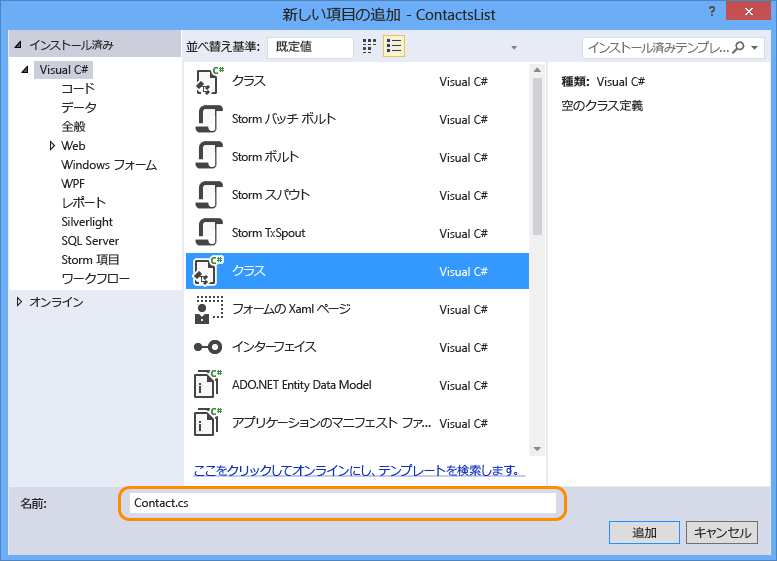 新しい項目の追加 - ContactsList
インストール済み
並べ替え基準: 既定値
インストール済みテンプレ...
Visual C#
コード
データ
全般
Web
Windows フォーム
WPF
レポート
Silverlight
SQL Server
Storm 項目
ワークフロー
オンライン
クラス Visual C#
Storm バッチ ボルト Visual C#
Storm ボルト Visual C#
Storm スパウト Visual C#
Storm TxSpout Visual C#
クラス Visual C#
フォームの Xaml ページ Visual C#
インターフェイス Visual C#
ADO.NET Entity Data Model Visual C#
アプリケーションのマニフェスト ファ... Visual C#
ここをクリックしてオンラインにし、テンプレートを検索します。
種類: Visual C#
空のクラス定義
名前: Contact.cs
追加 キャンセル